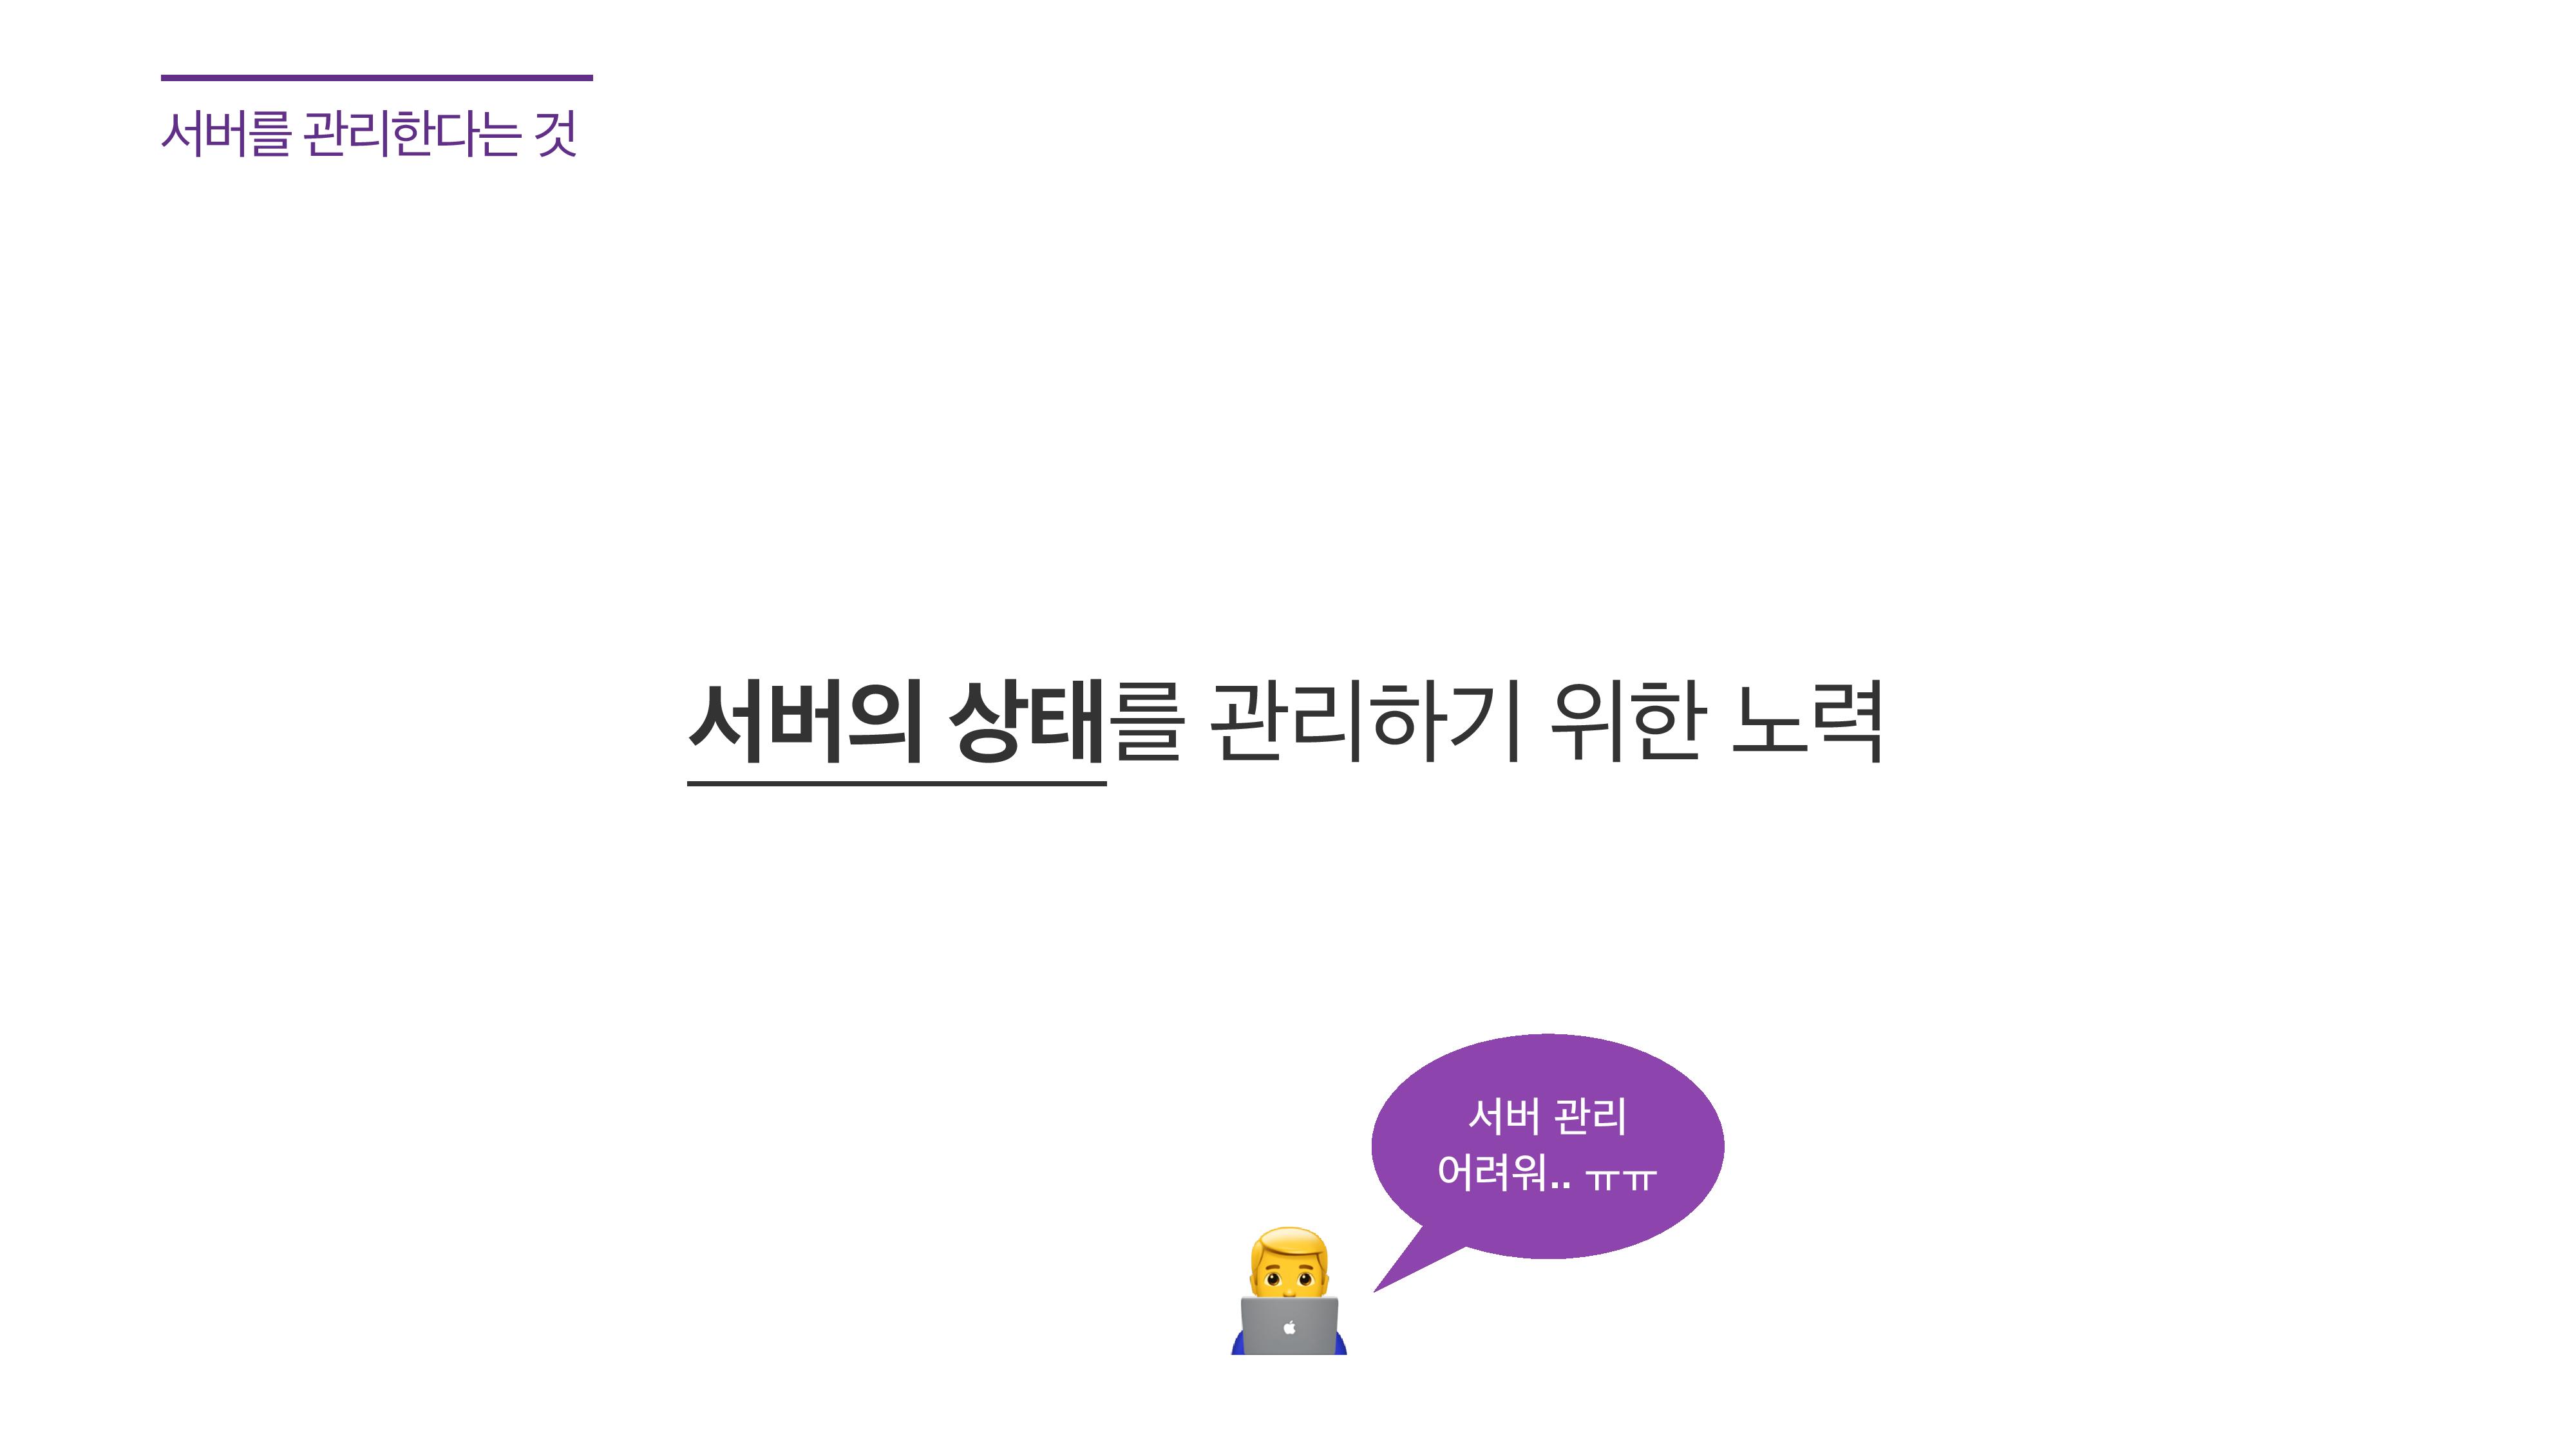 서버를 관리한다는 것
서버의 상태를 관리하기 위한 노력
서버 관리
어려워.. ㅠㅠ